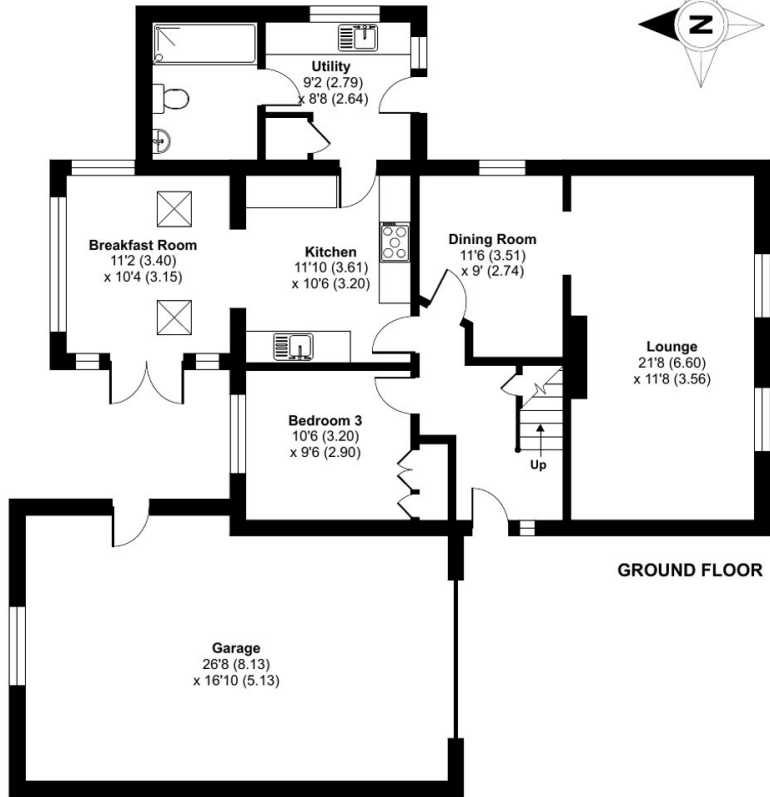 N
Utility
9'2 (2.79)
x 8'8 (2.64)
Breakfast Room
11'2 (3.40)
x 10'4 (3.15)
Kitchen
11'10 (3.61)
x 10'6 (3.20)
Dining Room
11'6 (3.51)
x 9' (2.74)
Lounge
21'8 (6.60)
x 11'8 (3.56)
Bedroom 3
10'6 (3.20)
x 9'6 (2.90)
Up
GROUND FLOOR
Garage
26'8 (8.13)
x 16'10 (5.13)